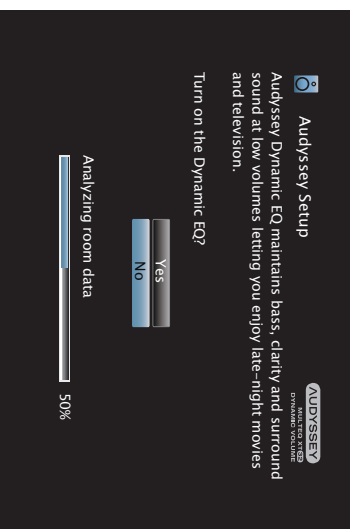 Audyssey Setup
AUDYSSEY
MULTEQ XT32
DYNAMIC VOLUME
Audyssey Dynamic EQ maintains bass, clarity and surround
sound at low volumes letting you enjoy late-night movies
and television.
Turn on the Dynamic EQ?
Yes
No
Analyzing room data
50%